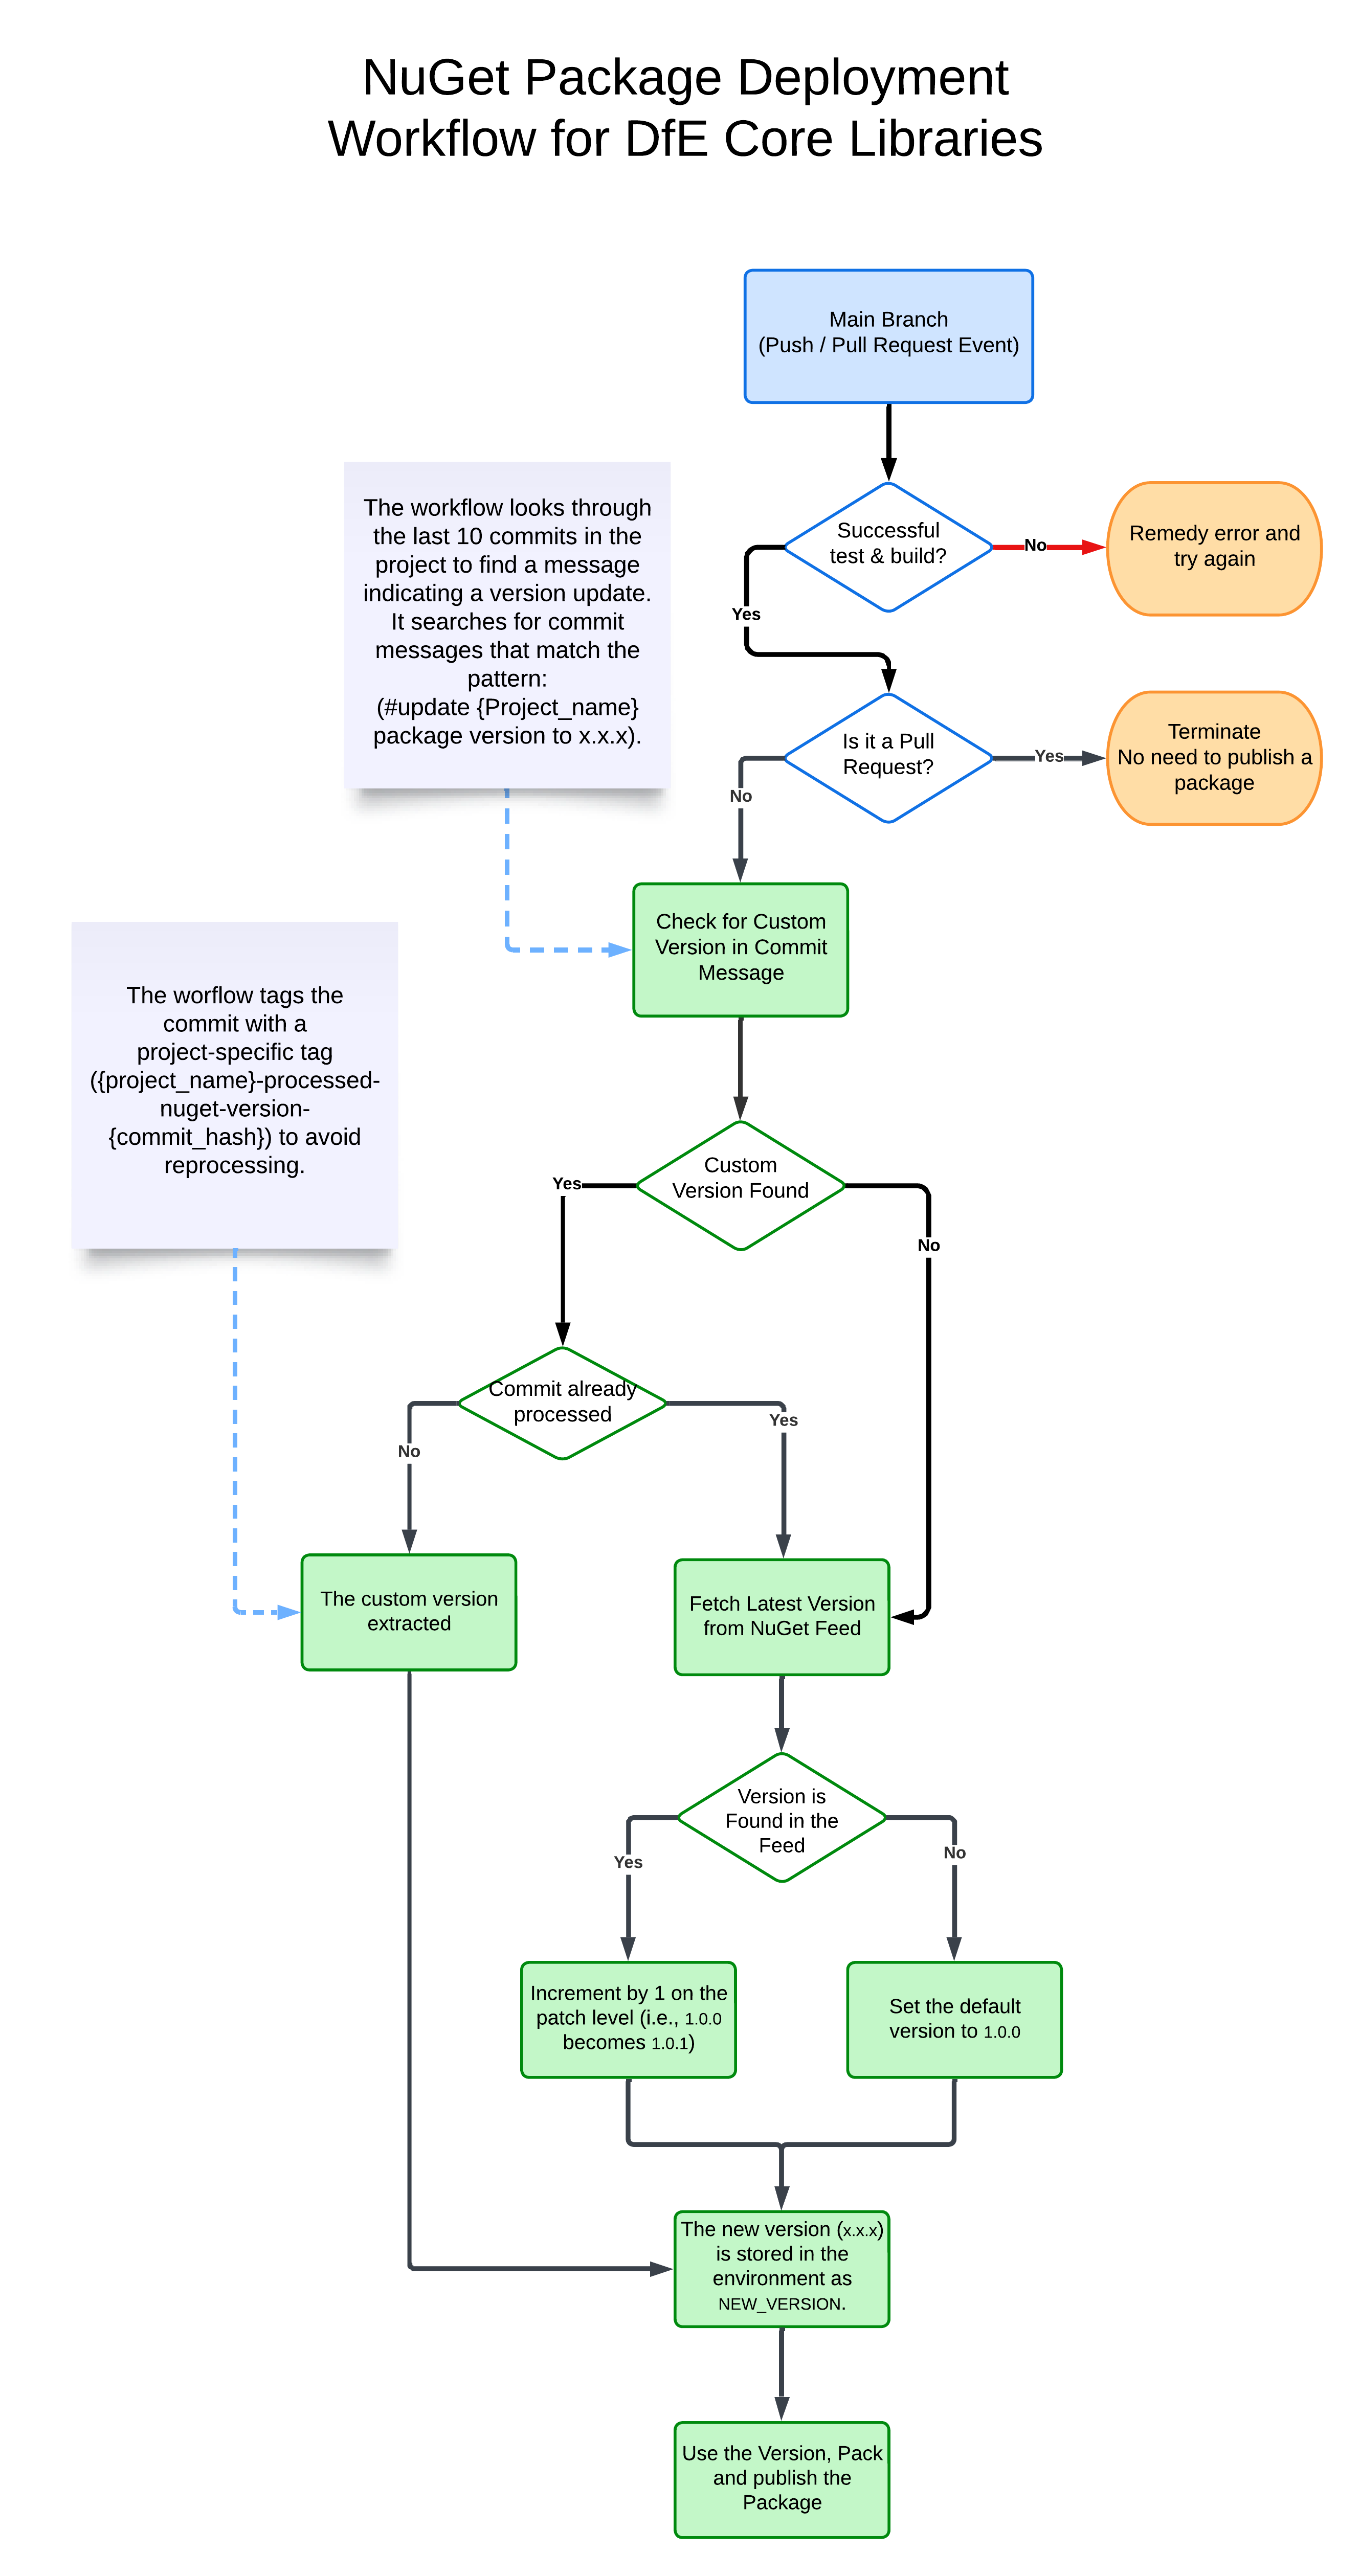 NuGet Package Deployment
Workflow for DfE Core Libraries
Main Branch
(Push / Pull Request Event)
Successful
test & build?
No
Remedy error and
try again
Yes
The workflow looks through
the last 10 commits in the
project to find a message
indicating a version update.
It searches for commit
messages that match the
pattern:
(#update {Project_name}
package version to x.x.x).
Is it a Pull
Request?
Yes
Terminate
No need to publish a
package
No
Check for Custom
Version in Commit
Message
The worflow tags the
commit with a
project-specific tag
({project_name}-processed-
nuget-version-
{commit_hash}) to avoid
reprocessing.
Custom
Version Found
Yes
No
Commit already
processed
No
Yes
The custom version
extracted
Fetch Latest Version
from NuGet Feed
Version is
Found in the
Feed
Yes
No
Increment by 1 on the
patch level (i.e., 1.0.0
becomes 1.0.1)
Set the default
version to 1.0.0
The new version (x.x.x)
is stored in the
environment as
NEW_VERSION.
Use the Version, Pack
and publish the
Package